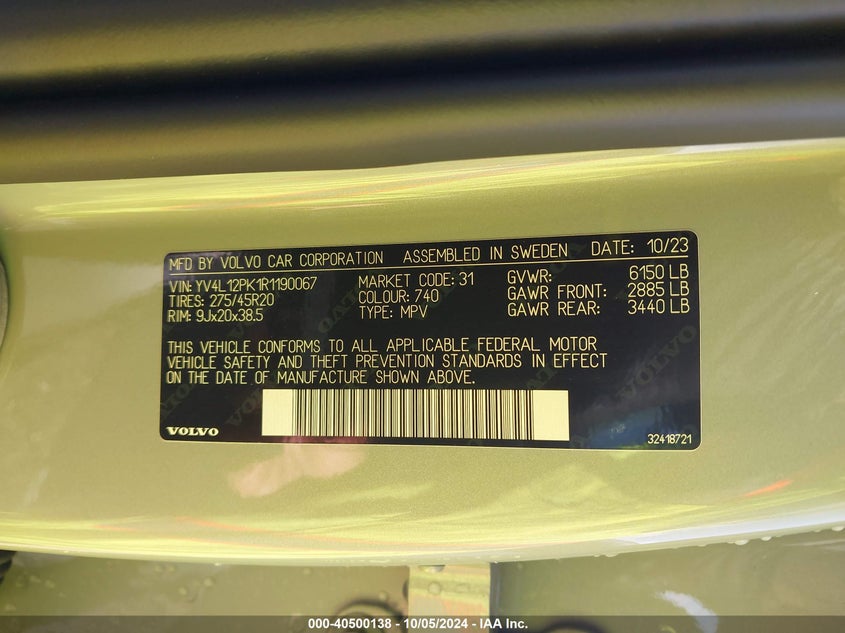 MFD BY VOLVO CAR CORPORATION ASSEMBLED IN SWEDEN DATE: 10/23
VIN: YV4L12PK1R1190067 MARKET CODE: 31 GVWR: 6150 LB
TIRES: 275/45R20 COLOUR: 740 GAWR FRONT: 2885 LB
RIM: 9Jx20x38.5 TYPE: MPV GAWR REAR: 3440 LB
THIS VEHICLE CONFORMS TO ALL APPLICABLE FEDERAL MOTOR
VEHICLE SAFETY AND THEFT PREVENTION STANDARDS IN EFFECT
ON THE DATE OF MANUFACTURE SHOWN ABOVE.
VOLVO 32418721
000-40500138 - 10/05/2024 - IAA Inc.